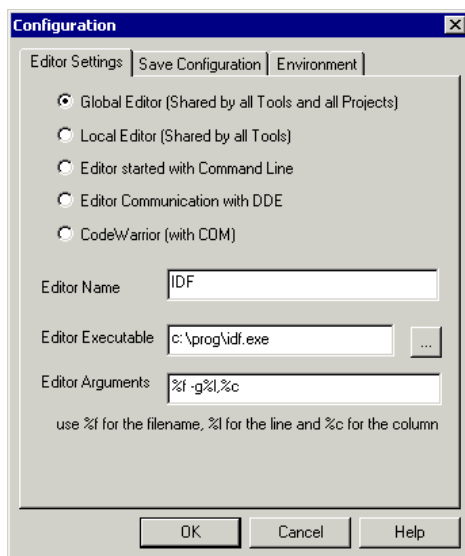 Configuration
Editor Settings Save Configuration Environment
Global Editor (Shared by all Tools and all Projects)
Local Editor (Shared by all Tools)
Editor started with Command Line
Editor Communication with DDE
CodeWarrior (with COM)
Editor Name IDF
Editor Executable c:\prog\idf.exe ...
Editor Arguments %f -g%l,%c
use %f for the filename, %l for the line and %c for the column
OK Cancel Help